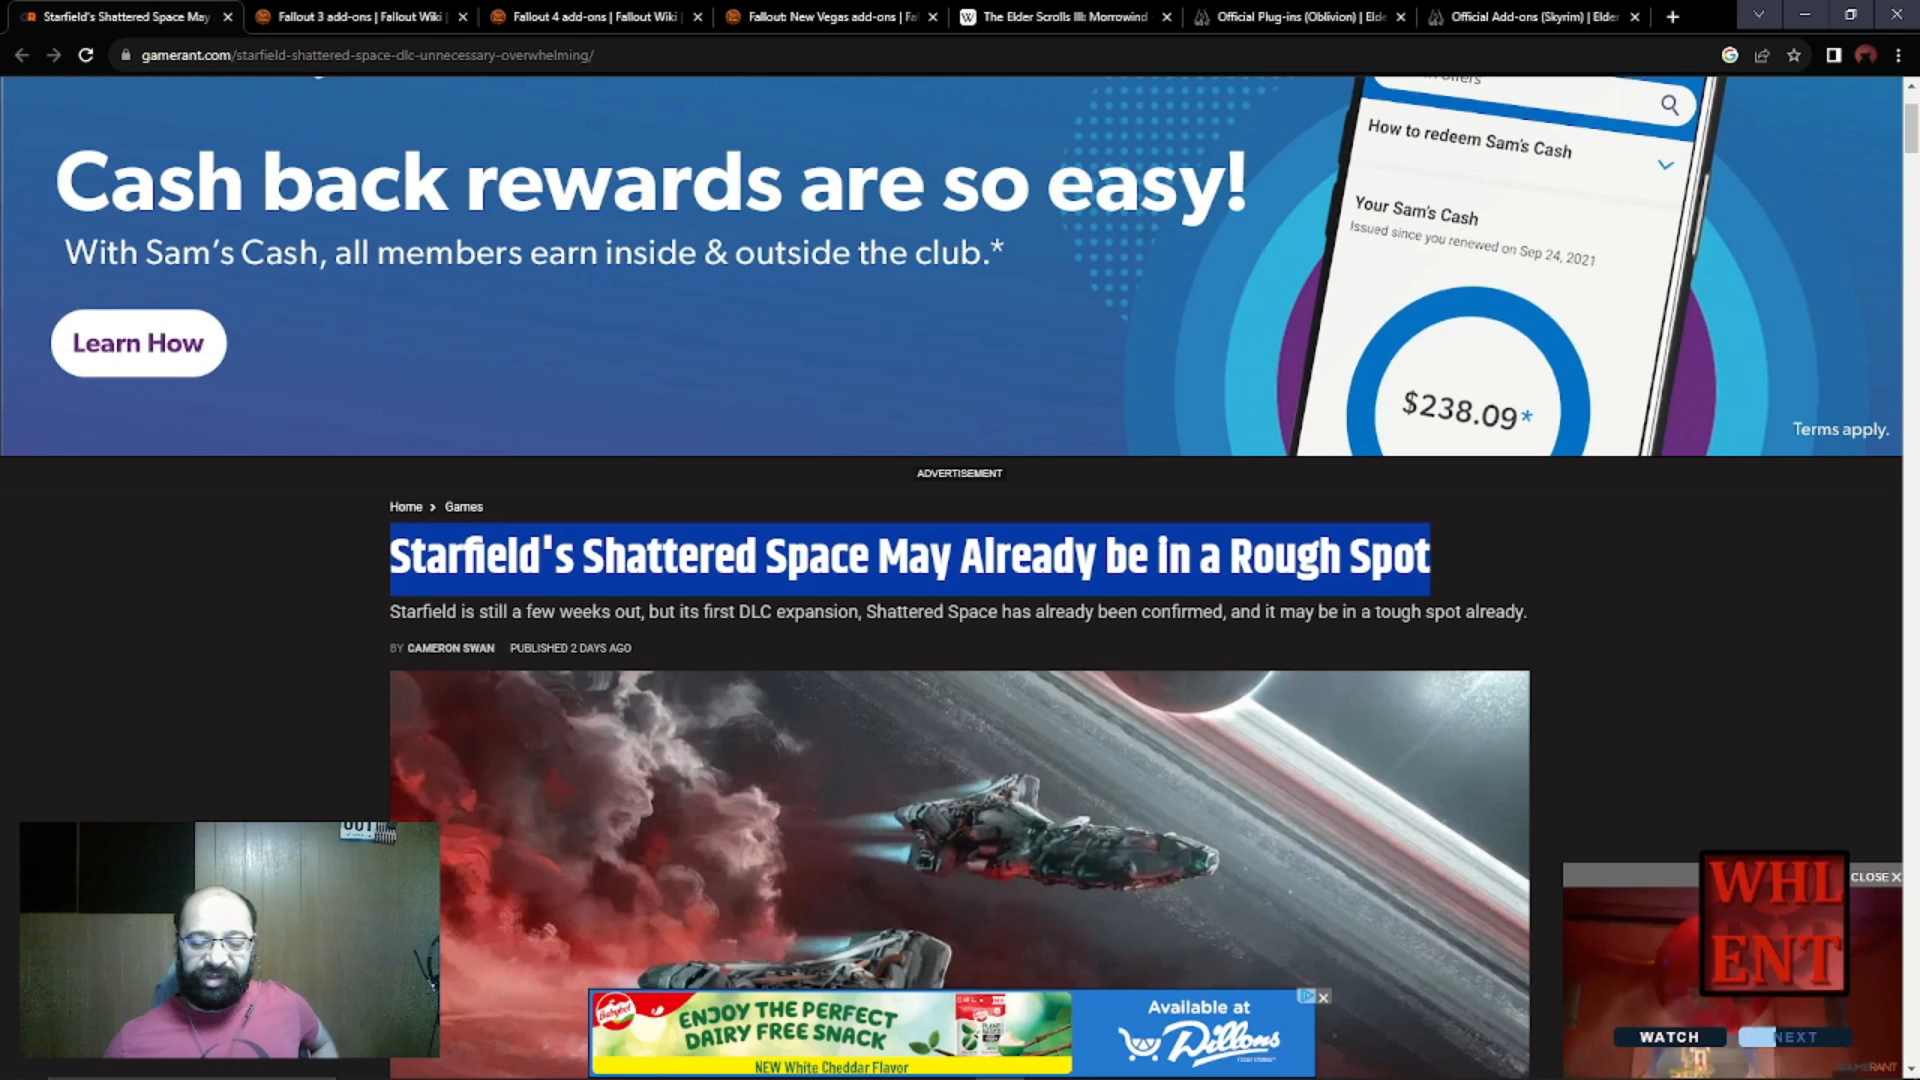 Starfield's Shattered Space May
Fallout 3 add-ons | Fallout Wiki
Fallout 4 add-ons | Fallout Wiki
Fallout: New Vegas add-ons | Fal
The Elder Scrolls III: Morrowind
Official Plug-ins (Oblivion) | Elde
Official Add-ons (Skyrim) | Elder
gamerant.com/starfield-shattered-space-dlc-unnecessary-overwhelming/
Cash back rewards are so easy!
With Sam's Cash, all members earn inside & outside the club.*
Learn How
How to redeem Sam's Cash
Your Sam's Cash
Issued since you renewed on Sep 24, 2021
$238.09*
Terms apply.
ADVERTISEMENT
Home > Games
Starfield's Shattered Space May Already be in a Rough Spot
Starfield is still a few weeks out, but its first DLC expansion, Shattered Space has already been confirmed, and it may be in a tough spot already.
BY CAMERON SWAN PUBLISHED 2 DAYS AGO
OUT
WHL
ENT
CLOSE X
WATCH
NEXT
GAMERANT
Babybel
ENJOY THE PERFECT
DAIRY FREE SNACK
NEW White Cheddar Flavor
Available at
Dillons
FOOD STORES